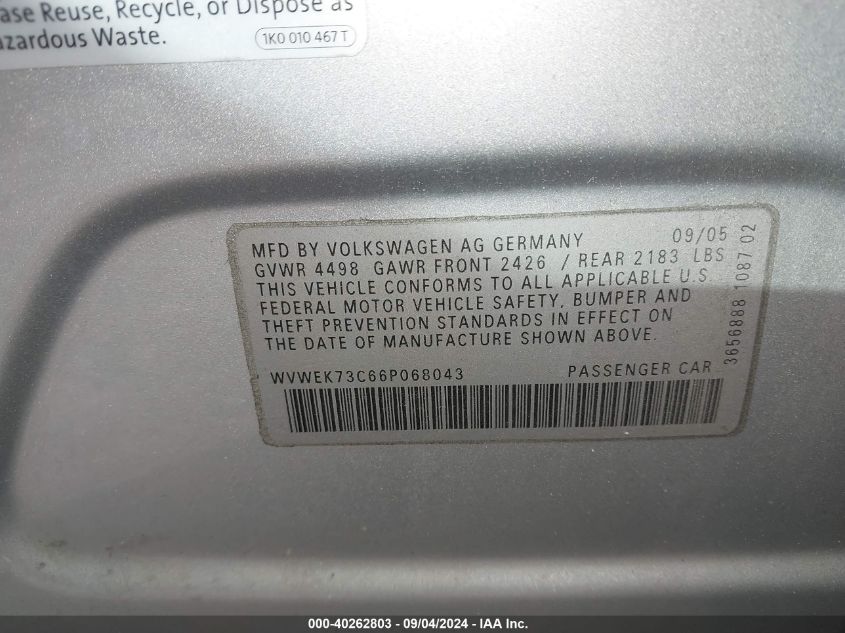 ase Reuse, Recycle, or Dispose as
azardous Waste.
1K0 010 467 T
MFD BY VOLKSWAGEN AG GERMANY 09/05
GVWR 4498 GAWR FRONT 2426 / REAR 2183 LBS
THIS VEHICLE CONFORMS TO ALL APPLICABLE U.S
FEDERAL MOTOR VEHICLE SAFETY, BUMPER AND
THEFT PREVENTION STANDARDS IN EFFECT ON
THE DATE OF MANUFACTURE SHOWN ABOVE.
3656888 1087 02
WVWEK73C66P068043 PASSENGER CAR
000-40262803 - 09/04/2024 - IAA Inc.